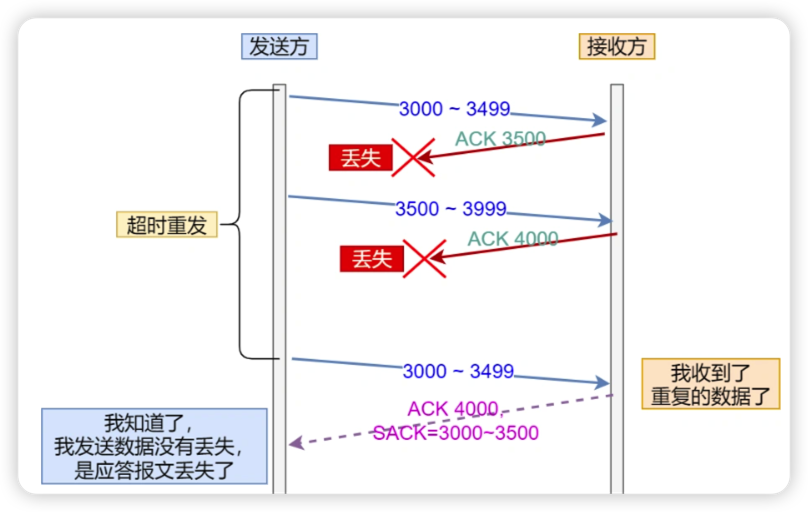 发送方
接收方
3000 ~ 3499
ACK 3500
丢失
3500 ~ 3999
超时重发
ACK 4000
丢失
3000 ~ 3499
我收到了
重复的数据了
ACK 4000,
SACK=3000~3500
我知道了，
我发送数据没有丢失，
是应答报文丢失了